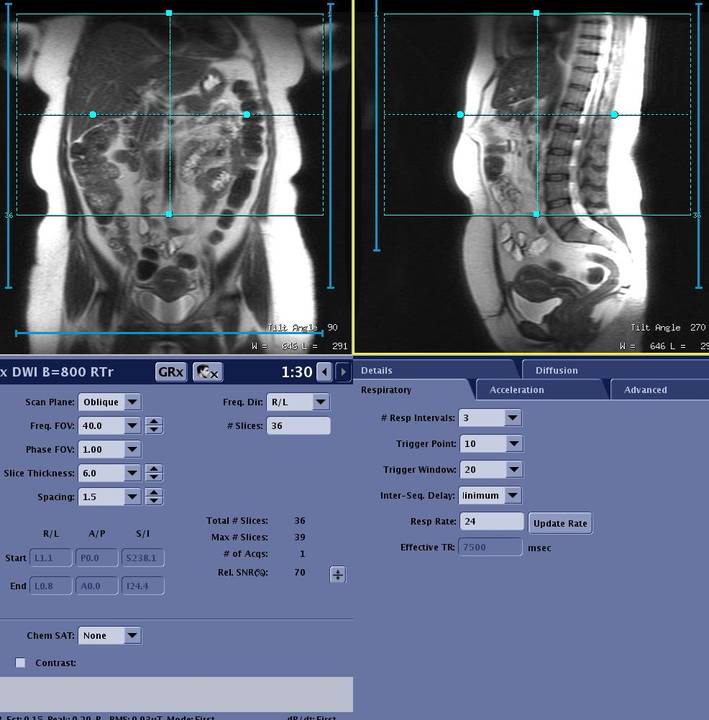 1
36
36
Tilt Angle 90
W = 646 L = 291
Tilt Angle 270
W = 646 L = 29
x DWI B=800 RTr GRx x 1:30
Scan Plane: Oblique
Freq. Dir: R/L
Freq. FOV: 40.0
# Slices: 36
Phase FOV: 1.00
Slice Thickness: 6.0
Spacing: 1.5
Total # Slices: 36
Max # Slices: 39
# of Acqs: 1
Rel. SNR(%): 70
R/L A/P S/I
Start L1.1 P0.0 S238.1
End L0.8 A0.0 I24.4
Chem SAT: None
Contrast:
Details Diffusion
Respiratory Acceleration Advanced
# Resp Intervals: 3
Trigger Point: 10
Trigger Window: 20
Inter-Seq. Delay: linimum
Resp Rate: 24 Update Rate
Effective TR: 7500 msec